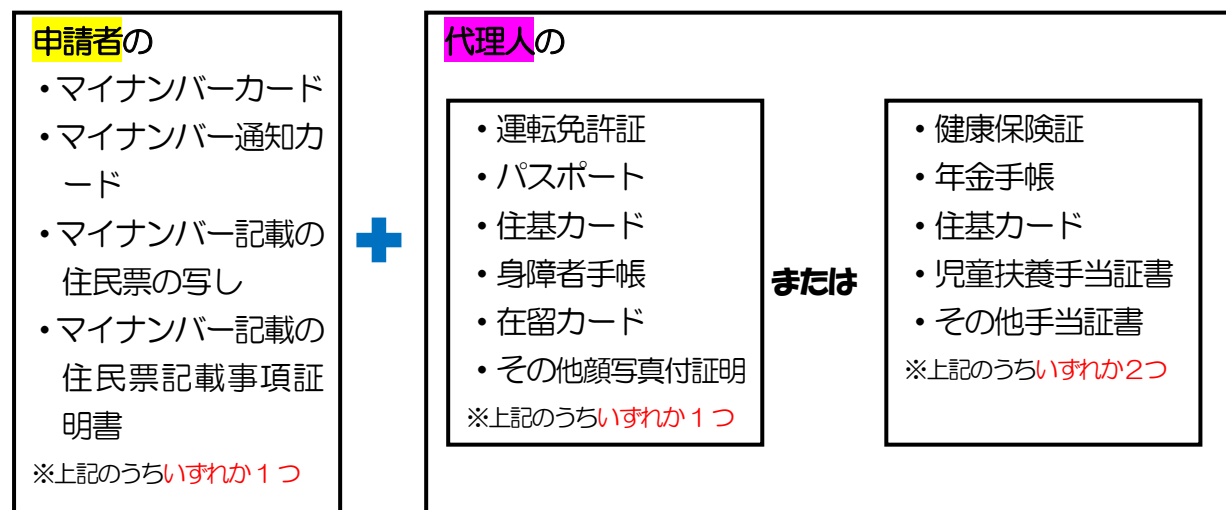 申請者の
・マイナンバーカード
・マイナンバー通知カ
ード
・マイナンバー記載の
住民票の写し
・マイナンバー記載の
住民票記載事項証
明書
※上記のうちいずれか1つ
代理人の
・運転免許証
・パスポート
・住基カード
・身障者手帳
・在留カード
・その他顔写真付証明
※上記のうちいずれか1つ
または
・健康保険証
・年金手帳
・住基カード
・児童扶養手当証書
・その他手当証書
※上記のうちいずれか2つ